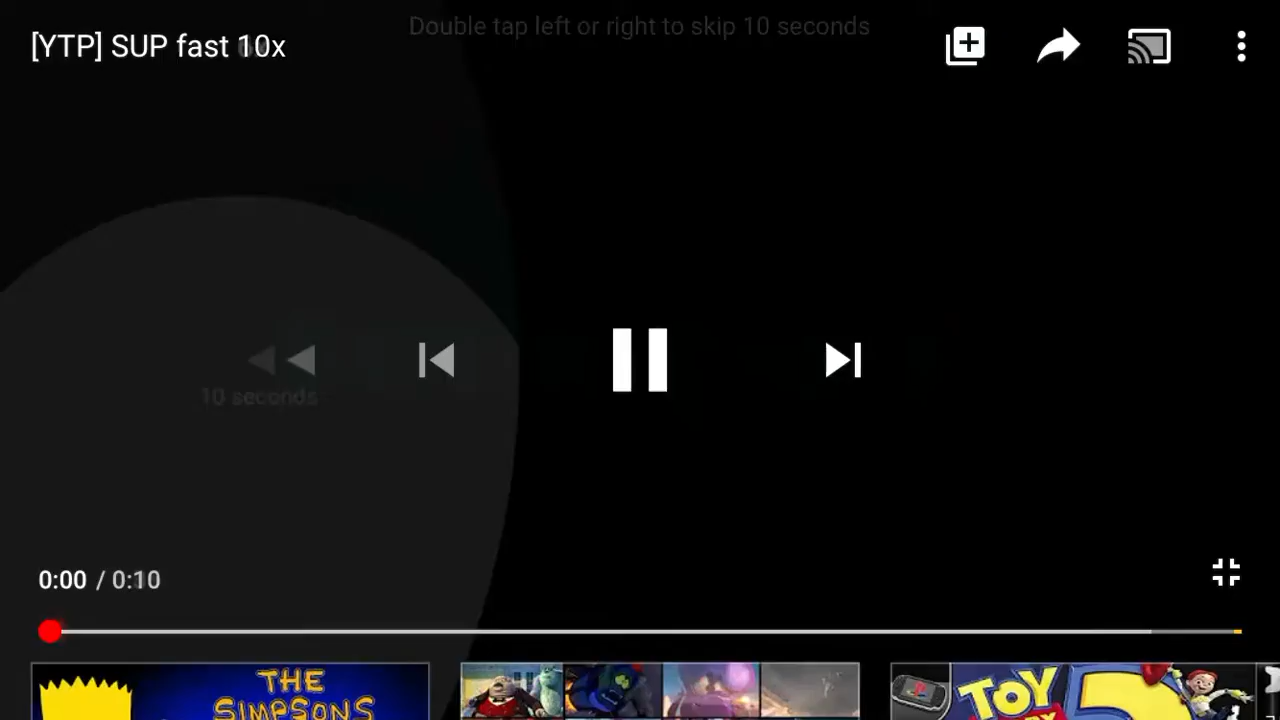 Double tap left or right to skip 10 seconds
[YTP] SUP fast 10x
10 seconds
0:00 / 0:10
THE
SIMPSONS
TOY
3